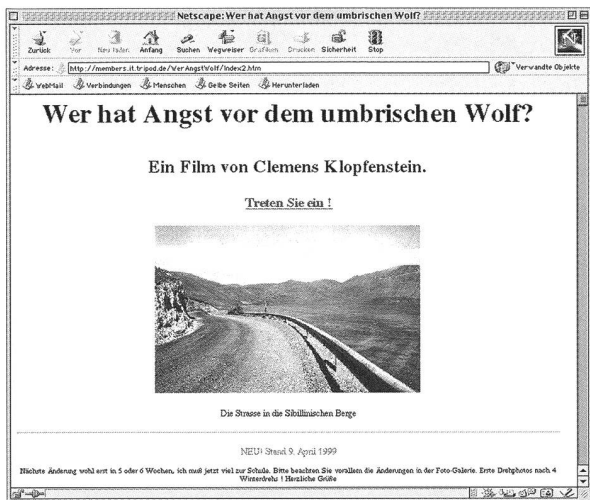 Netscape: Wer hat Angst vor dem umbrischen Wolf?
Zurück Vor Neu laden Anfang Suchen Wegweiser Grafiken Drucken Sicherheit Stop
Adresse: http://members.it.tripod.de/VerAngstWolf/Index2.htm Verwandte Objekte
WebMail Verbindungen Menschen Gelbe Seiten Herunterladen
Wer hat Angst vor dem umbrischen Wolf?
Ein Film von Clemens Klopfenstein.
Treten Sie ein !
Die Strasse in die Sibillinischen Berge
NEU! Stand 9. April 1999
Nächste Änderung wohl erst in 5 oder 6 Wochen, ich muß jetzt viel zur Schule. Bitte beachten Sie vorallem die Änderungen in der Foto-Galerie. Erste Drehphotos nach 4
Winterdrehs ! Herzliche Grüße